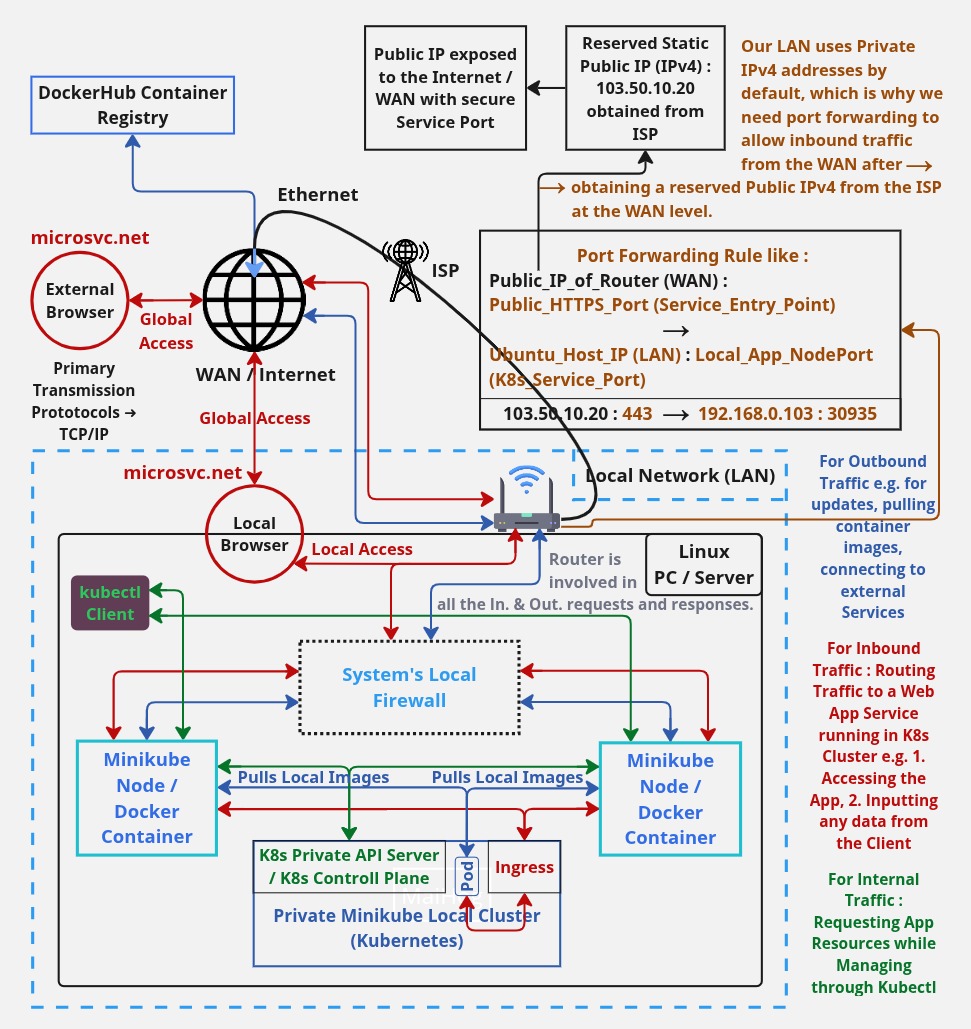 Public IP exposed
to the Internet /
WAN with secure
Service Port
Reserved Static
Public IP (IPv4) :
103.50.10.20
obtained from
ISP
Our LAN uses Private
IPv4 addresses by
default, which is why we
need port forwarding to
allow inbound traffic
from the WAN after →
→ obtaining a reserved Public IPv4 from the ISP
at the WAN level.
DockerHub Container
Registry
Ethernet
ISP
microsvc.net
External
Browser
Global
Access
WAN / Internet
Primary
Transmission
Prototocols →
TCP/IP
Global Access
Port Forwarding Rule like :
Public_IP_of_Router (WAN) :
Public_HTTPS_Port (Service_Entry_Point)
→
Ubuntu_Host_IP (LAN) : Local_App_NodePort
(K8s_Service_Port)
103.50.10.20 : 443 → 192.168.0.103 : 30935
microsvc.net
Local
Browser
Local Access
Local Network (LAN)
Linux
PC / Server
Router is
involved in
all the In. & Out. requests and responses.
kubectl
Client
System's Local
Firewall
Minikube
Node /
Docker
Container
Pulls Local Images
Pulls Local Images
Minikube
Node /
Docker
Container
K8s Private API Server
/ K8s Controll Plane
Pod
Ingress
Private Minikube Local Cluster
(Kubernetes)
For Outbound
Traffic e.g. for
updates, pulling
container
images,
connecting to
external
Services
For Inbound
Traffic : Routing
Traffic to a Web
App Service
running in K8s
Cluster e.g. 1.
Accessing the
App, 2. Inputting
any data from
the Client
For Internal
Traffic :
Requesting App
Resources while
Managing
through Kubectl